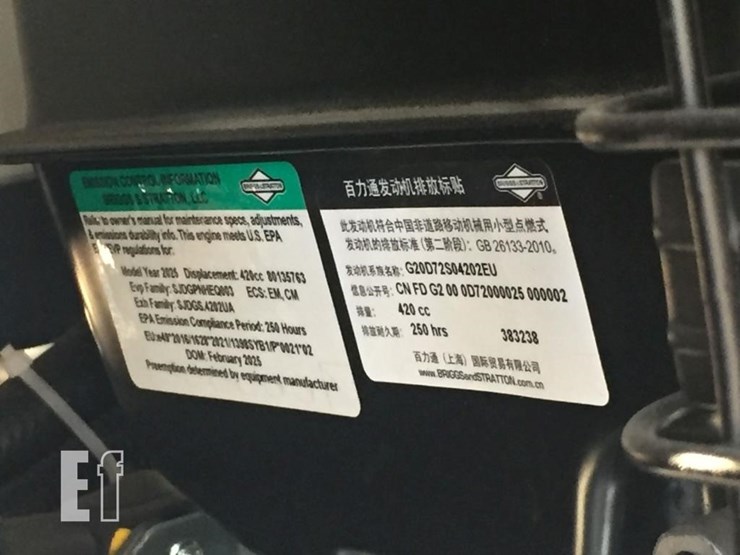 EMISSION CONTROL INFORMATION
BRIGGS & STRATTON, LLC
BRIGGS & STRATTON
Refer to owner's manual for maintenance specs, adjustments,
& emissions durability info. This engine meets U.S. EPA
EVP regulations for:
Model Year 2025 Displacement: 420cc 80135763
Evp Family: SJDGPNHEQ003 ECS: EM, CM
Exh Family: SJDGS.4202UA
EPA Emission Compliance Period: 250 Hours
DOM: February 2025
Preemption determined by equipment manufacturer
百力通发动机排放标贴
BRIGGS & STRATTON
此发动机符合中国非道路移动机械用小型点燃式
发动机的排放标准(第二阶段): GB 26133-2010。
发动机系族名称: G20D72S04202EU
信息公开号: CN FD G2 00 0D72000025 000002
排量: 420 cc
排放耐久期: 250 hrs 383238
百力通(上海)国际贸易有限公司
www.BRIGGSandSTRATTON.com.cn
Ef